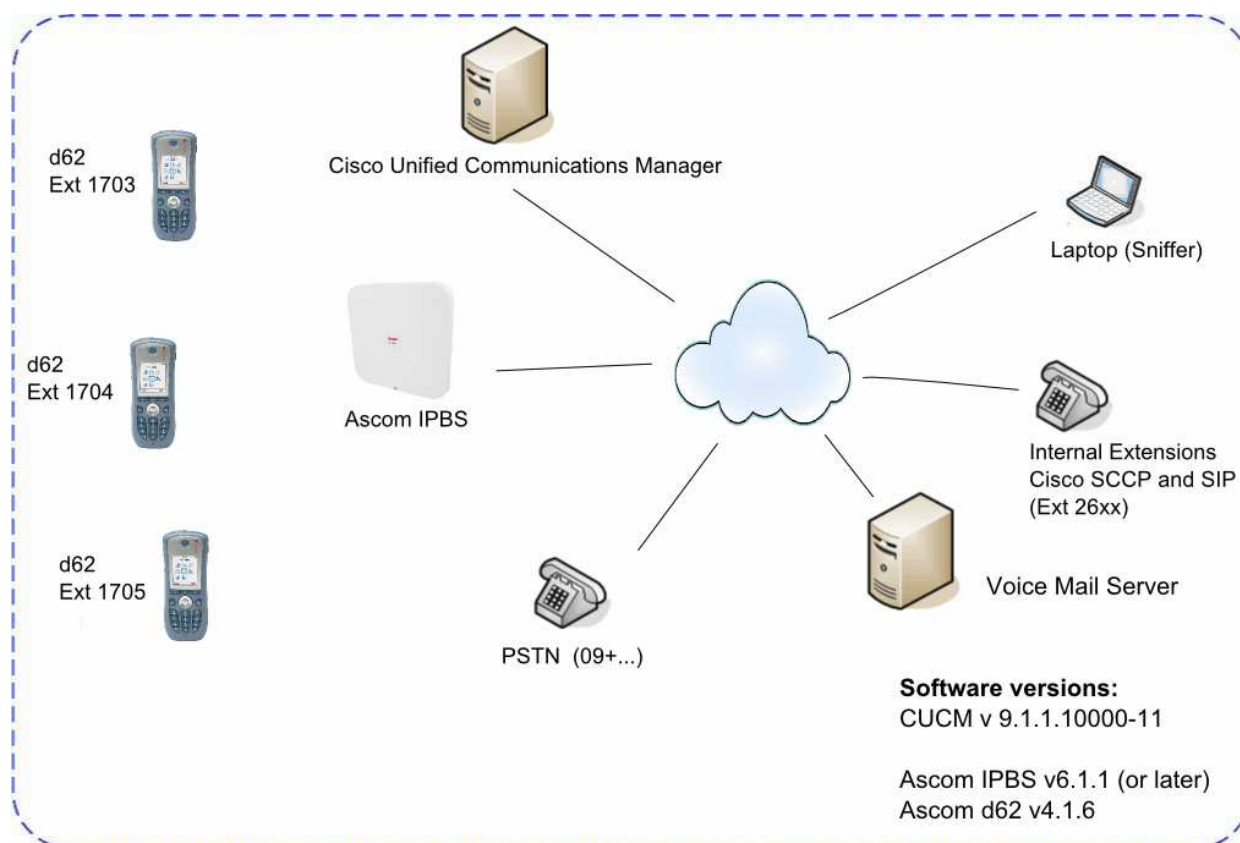 Cisco Unified Communications Manager
d62
Ext 1703
Laptop (Sniffer)
d62
Ext 1704
Ascom IPBS
Internal Extensions
Cisco SCCP and SIP
(Ext 26xx)
d62
Ext 1705
Voice Mail Server
PSTN (09+...)
Software versions:
CUCM v 9.1.1.10000-11
Ascom IPBS v6.1.1 (or later)
Ascom d62 v4.1.6